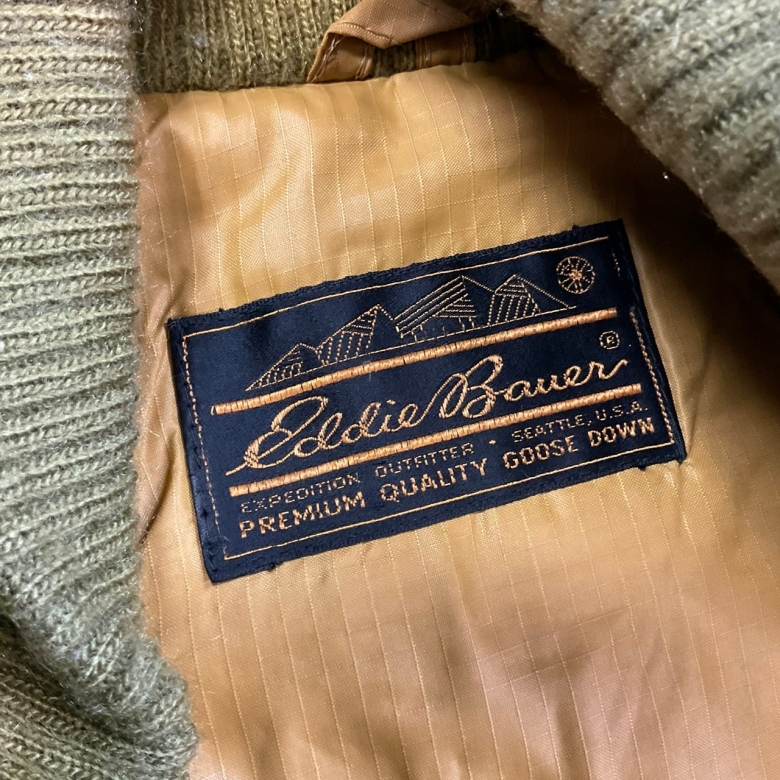 Eddie Bauer®
EXPEDITION OUTFITTER · SEATTLE, U.S.A.
PREMIUM QUALITY GOOSE DOWN